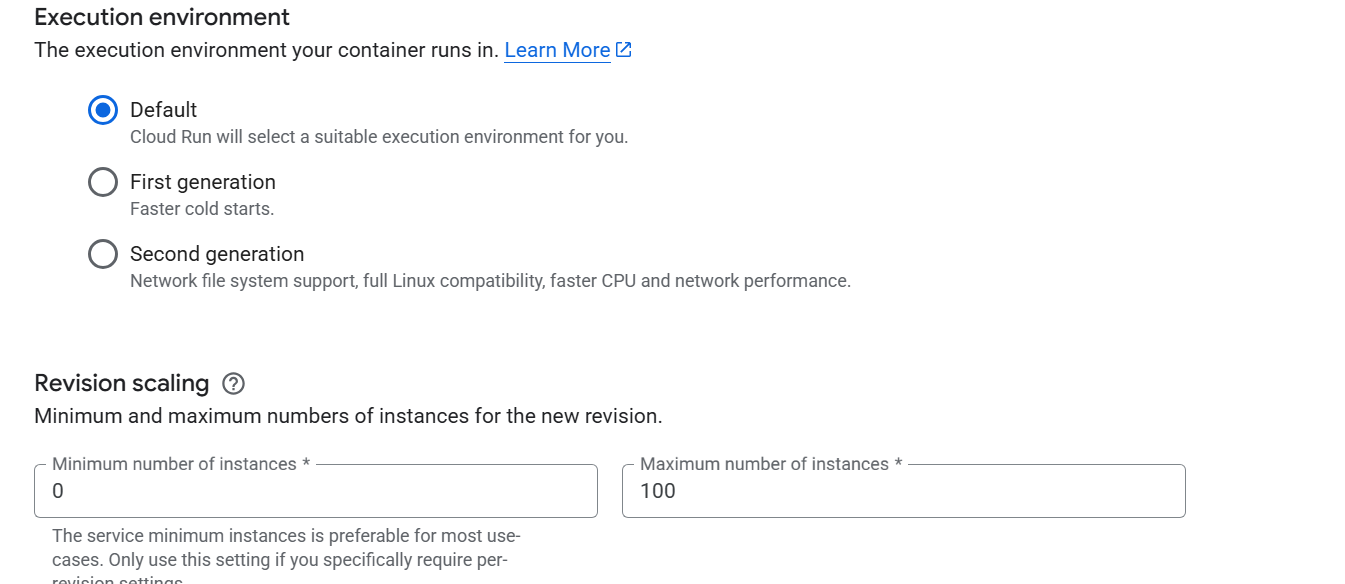 Execution environment
The execution environment your container runs in. Learn More
Default
Cloud Run will select a suitable execution environment for you.
First generation
Faster cold starts.
Second generation
Network file system support, full Linux compatibility, faster CPU and network performance.
Revision scaling
Minimum and maximum numbers of instances for the new revision.
Minimum number of instances *
0
Maximum number of instances *
100
The service minimum instances is preferable for most use-
cases. Only use this setting if you specifically require per-
revision settings.